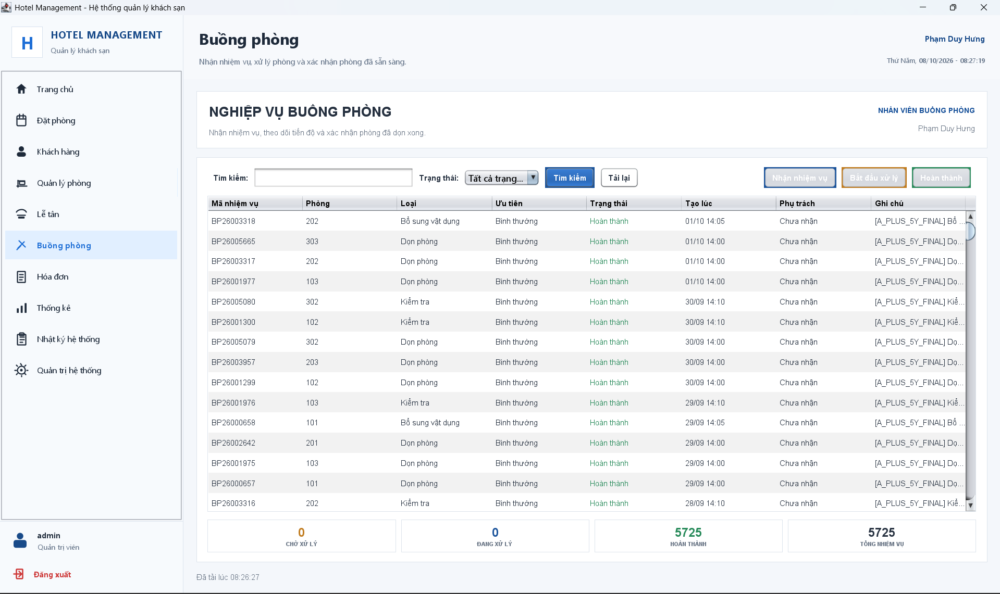 Hotel Management - Hệ thống quản lý khách sạn
H
HOTEL MANAGEMENT
Quản lý khách sạn
Trang chủ
Đặt phòng
Khách hàng
Quản lý phòng
Lễ tân
Buồng phòng
Hóa đơn
Thống kê
Nhật ký hệ thống
Quản trị hệ thống
admin
Quản trị viên
Đăng xuất
Buồng phòng
Nhận nhiệm vụ, xử lý phòng và xác nhận phòng đã sẵn sàng.
Phạm Duy Hưng
Thứ Năm, 08/10/2026 - 08:27:19
NGHIỆP VỤ BUỒNG PHÒNG
Nhận nhiệm vụ, theo dõi tiến độ và xác nhận phòng đã dọn xong.
NHÂN VIÊN BUỒNG PHÒNG
Phạm Duy Hưng
Tìm kiếm: Trạng thái: Tất cả trạng... Tìm kiếm Tải lại Nhận nhiệm vụ Bắt đầu xử lý Hoàn thành
Mã nhiệm vụ Phòng Loại Ưu tiên Trạng thái Tạo lúc Phụ trách Ghi chú
BP26003318 202 Bổ sung vật dụng Bình thường Hoàn thành 01/10 14:05 Chưa nhận [A_PLUS_5Y_FINAL] Bổ ...
BP26005665 303 Dọn phòng Bình thường Hoàn thành 01/10 14:00 Chưa nhận [A_PLUS_5Y_FINAL] Dọ...
BP26003317 202 Dọn phòng Bình thường Hoàn thành 01/10 14:00 Chưa nhận [A_PLUS_5Y_FINAL] Dọ...
BP26001977 103 Dọn phòng Bình thường Hoàn thành 01/10 14:00 Chưa nhận [A_PLUS_5Y_FINAL] Dọ...
BP26005080 302 Kiểm tra Bình thường Hoàn thành 30/09 14:10 Chưa nhận [A_PLUS_5Y_FINAL] Kiể...
BP26001300 102 Kiểm tra Bình thường Hoàn thành 30/09 14:10 Chưa nhận [A_PLUS_5Y_FINAL] Kiể...
BP26005079 302 Dọn phòng Bình thường Hoàn thành 30/09 14:00 Chưa nhận [A_PLUS_5Y_FINAL] Dọ...
BP26003957 203 Dọn phòng Bình thường Hoàn thành 30/09 14:00 Chưa nhận [A_PLUS_5Y_FINAL] Dọ...
BP26001299 102 Dọn phòng Bình thường Hoàn thành 30/09 14:00 Chưa nhận [A_PLUS_5Y_FINAL] Dọ...
BP26001976 103 Kiểm tra Bình thường Hoàn thành 29/09 14:10 Chưa nhận [A_PLUS_5Y_FINAL] Kiể...
BP26000658 101 Bổ sung vật dụng Bình thường Hoàn thành 29/09 14:05 Chưa nhận [A_PLUS_5Y_FINAL] Bổ ...
BP26002642 201 Dọn phòng Bình thường Hoàn thành 29/09 14:00 Chưa nhận [A_PLUS_5Y_FINAL] Dọ...
BP26001975 103 Dọn phòng Bình thường Hoàn thành 29/09 14:00 Chưa nhận [A_PLUS_5Y_FINAL] Dọ...
BP26000657 101 Dọn phòng Bình thường Hoàn thành 29/09 14:00 Chưa nhận [A_PLUS_5Y_FINAL] Dọ...
BP26003316 202 Kiểm tra Bình thường Hoàn thành 28/09 14:10 Chưa nhận [A_PLUS_5Y_FINAL] Kiể...
0 0 5725 5725
CHỜ XỬ LÝ ĐANG XỬ LÝ HOÀN THÀNH TỔNG NHIỆM VỤ
Đã tải lúc 08:26:27